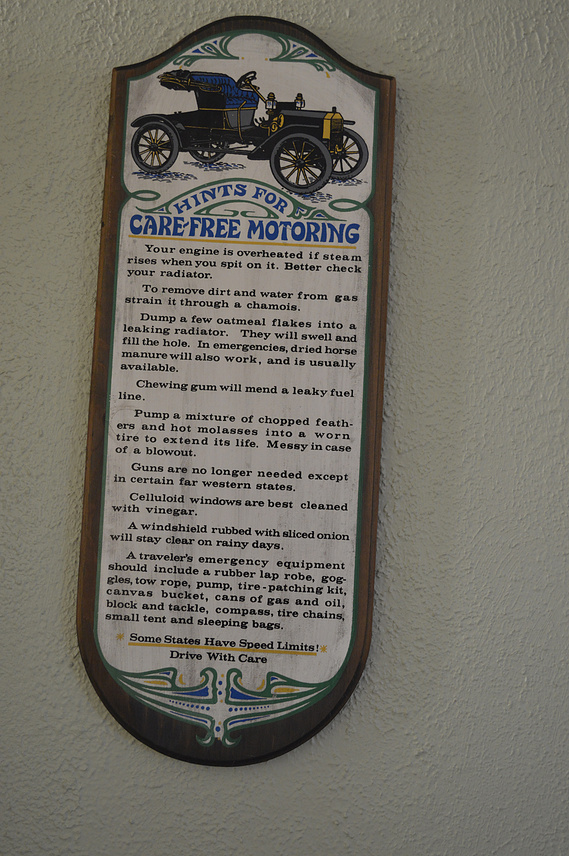 HINTS FOR
CARE-FREE MOTORING
Your engine is overheated if steam
rises when you spit on it. Better check
your radiator.
To remove dirt and water from gas
strain it through a chamois.
Dump a few oatmeal flakes into a
leaking radiator. They will swell and
fill the hole. In emergencies, dried horse
manure will also work, and is usually
available.
Chewing gum will mend a leaky fuel
line.
Pump a mixture of chopped feath-
ers and hot molasses into a worn
tire to extend its life. Messy in case
of a blowout.
Guns are no longer needed except
in certain far western states.
Celluloid windows are best cleaned
with vinegar.
A windshield rubbed with sliced onion
will stay clear on rainy days.
A traveler's emergency equipment
should include a rubber lap robe, gog-
gles, tow rope, pump, tire-patching kit,
canvas bucket, cans of gas and oil,
block and tackle, compass, tire chains,
small tent and sleeping bags.
Some States Have Speed Limits!
Drive With Care